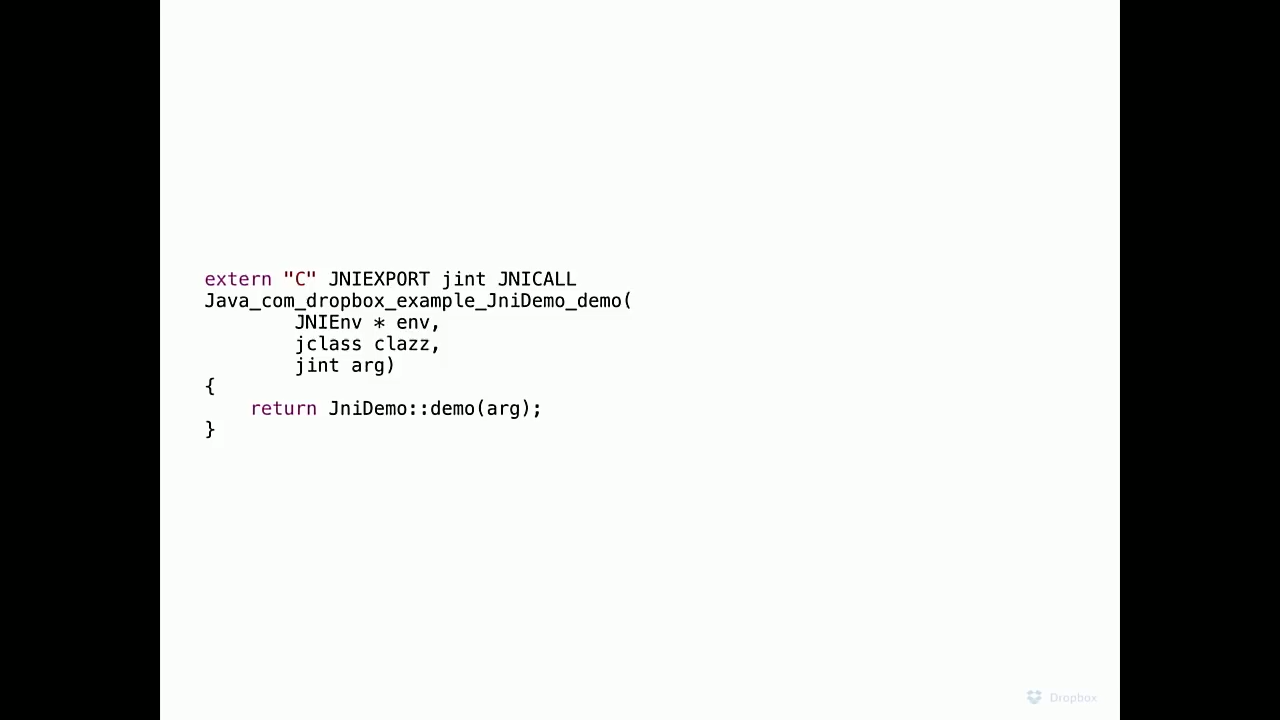 extern "C" JNIEXPORT jint JNICALL
Java_com_dropbox_example_JniDemo_demo(
        JNIEnv * env,
        jclass clazz,
        jint arg)
{
    return JniDemo::demo(arg);
}
Dropbox